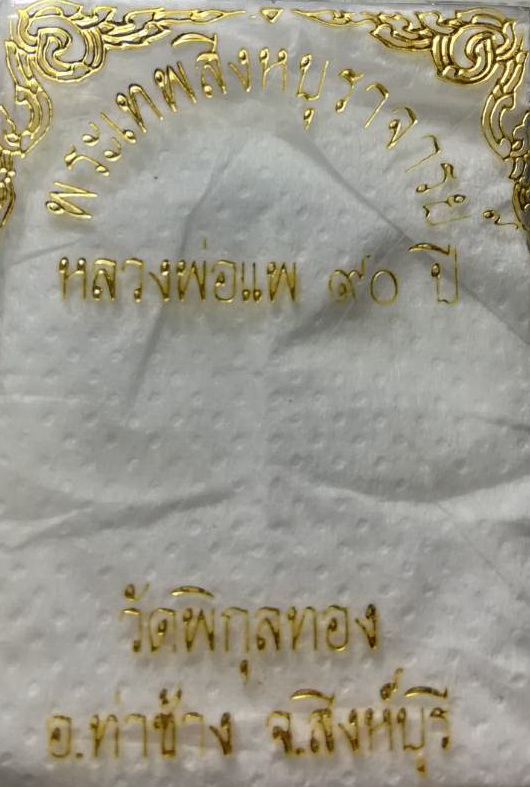 พระเทพสิงหบุราจารย์
หลวงพ่อแพ ๙๐ ปี
วัดพิกุลทอง
อ.ท่าช้าง จ.สิงห์บุรี